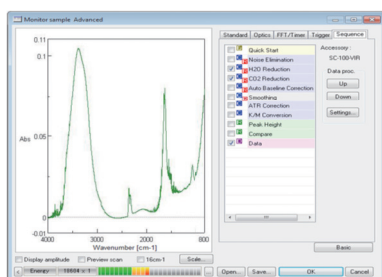 Monitor sample Advanced
Standard Optics FFT/Timer Trigger Sequence
0.11
0.1
Abs 0.05
0
-0.01
4000 3000 2000 800
Wavenumber [cm-1]
Display amplitude Preview scan 16cm-1 Scale...
Energy
Quick Start
Noise Elimination
H2O Reduction
CO2 Reduction
Auto Baseline Correction
Smoothing
ATR Correction
K/M Conversion
Peak Height
Compare
Data
Accessory :
SC-100-VIR
Data proc.
Up
Down
Settings...
Basic
Open... Save... OK Cancel